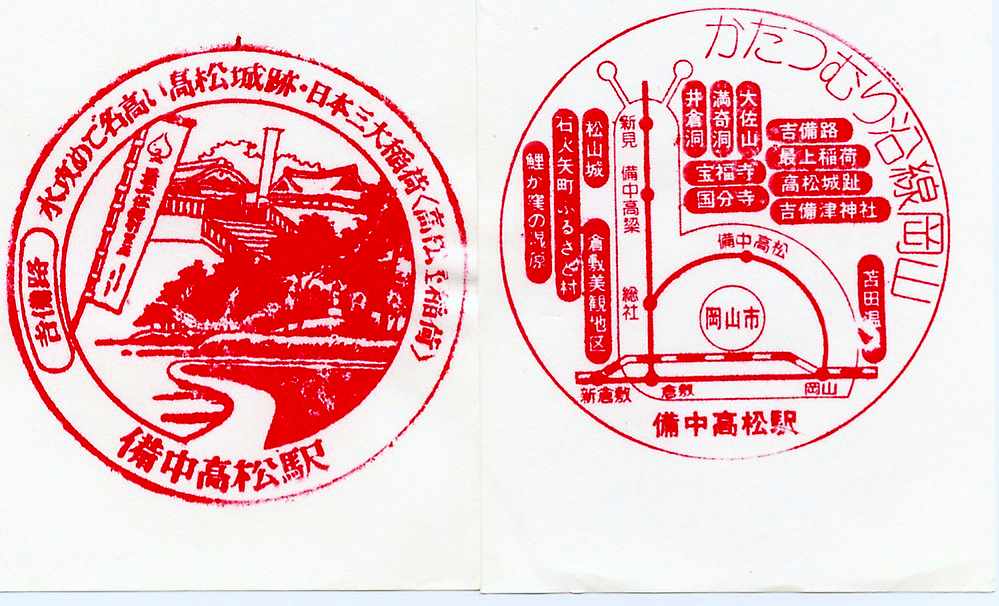 水攻めで名高い高松城跡・日本三大稲荷〈高松最上稲荷〉
吉備路
備中高松駅
かたつむり沿線岡山
井倉洞
満奇洞
大佐山
宝福寺
国分寺
吉備路
最上稲荷
高松城趾
吉備津神社
松山城
石火矢町ふるさと村
鯉が窪の湿原
倉敷美観地区
新見
備中高梁
総社
備中高松
岡山市
苫田温
新倉敷
倉敷
岡山
備中高松駅